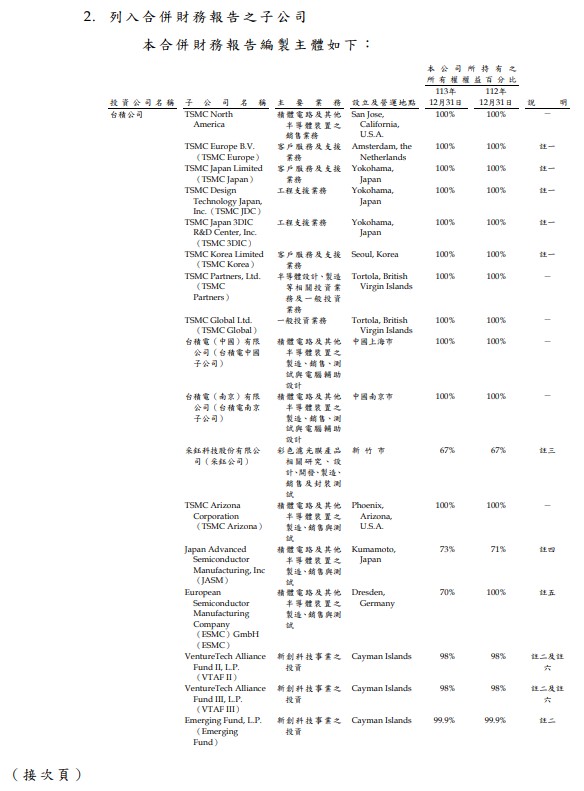 2. 列入合併財務報告之子公司
本合併財務報告編製主體如下：
本公司所持有之
所有權權益百分比
113年 112年
投資公司名稱 子公司名稱 主要業務 設立及營運地點 12月31日 12月31日 說明
台積公司 TSMC North 積體電路及其他 San Jose, 100% 100% －
America 半導體裝置之 California,
銷售業務 U.S.A.
TSMC Europe B.V. 客戶服務及支援 Amsterdam, the 100% 100% 註一
（TSMC Europe） 業務 Netherlands
TSMC Japan Limited 客戶服務及支援 Yokohama, 100% 100% 註一
（TSMC Japan） 業務 Japan
TSMC Design 工程支援業務 Yokohama, 100% 100% 註一
Technology Japan, Japan
Inc.（TSMC JDC）
TSMC Japan 3DIC 工程支援業務 Yokohama, 100% 100% 註一
R&D Center, Inc. Japan
（TSMC 3DIC）
TSMC Korea Limited 客戶服務及支援 Seoul, Korea 100% 100% 註一
（TSMC Korea） 業務
TSMC Partners, Ltd. 半導體設計、製造 Tortola, British 100% 100% －
（TSMC 等相關投資業 Virgin Islands
Partners） 務及一般投資
業務
TSMC Global Ltd. 一般投資業務 Tortola, British 100% 100% －
（TSMC Global） Virgin Islands
台積電（中國）有限 積體電路及其他 中國上海市 100% 100% －
公司（台積電中國 半導體裝置之
子公司） 製造、銷售、測
試與電腦輔助
設計
台積電（南京）有限 積體電路及其他 中國南京市 100% 100% －
公司（台積電南京 半導體裝置之
子公司） 製造、銷售、測
試與電腦輔助
設計
采鈺科技股份有限公 彩色濾光膜產品 新竹市 67% 67% 註三
司（采鈺公司） 相關研究、設
計、開發、製造、
銷售及封裝測
試
TSMC Arizona 積體電路及其他 Phoenix, 100% 100% －
Corporation 半導體裝置之 Arizona,
（TSMC Arizona） 製造、銷售與測 U.S.A.
試
Japan Advanced 積體電路及其他 Kumamoto, 73% 71% 註四
Semiconductor 半導體裝置之 Japan
Manufacturing, Inc 製造、銷售與測
（JASM） 試
European 積體電路及其他 Dresden, 70% 100% 註五
Semiconductor 半導體裝置之 Germany
Manufacturing 製造、銷售與測
Company 試
（ESMC）GmbH
（ESMC）
VentureTech Alliance 新創科技事業之 Cayman Islands 98% 98% 註二及註
Fund II, L.P. 投資 六
（VTAF II）
VentureTech Alliance 新創科技事業之 Cayman Islands 98% 98% 註二及註
Fund III, L.P. 投資 六
（VTAF III）
Emerging Fund, L.P. 新創科技事業之 Cayman Islands 99.9% 99.9% 註二
（Emerging 投資
Fund）
（接次頁）